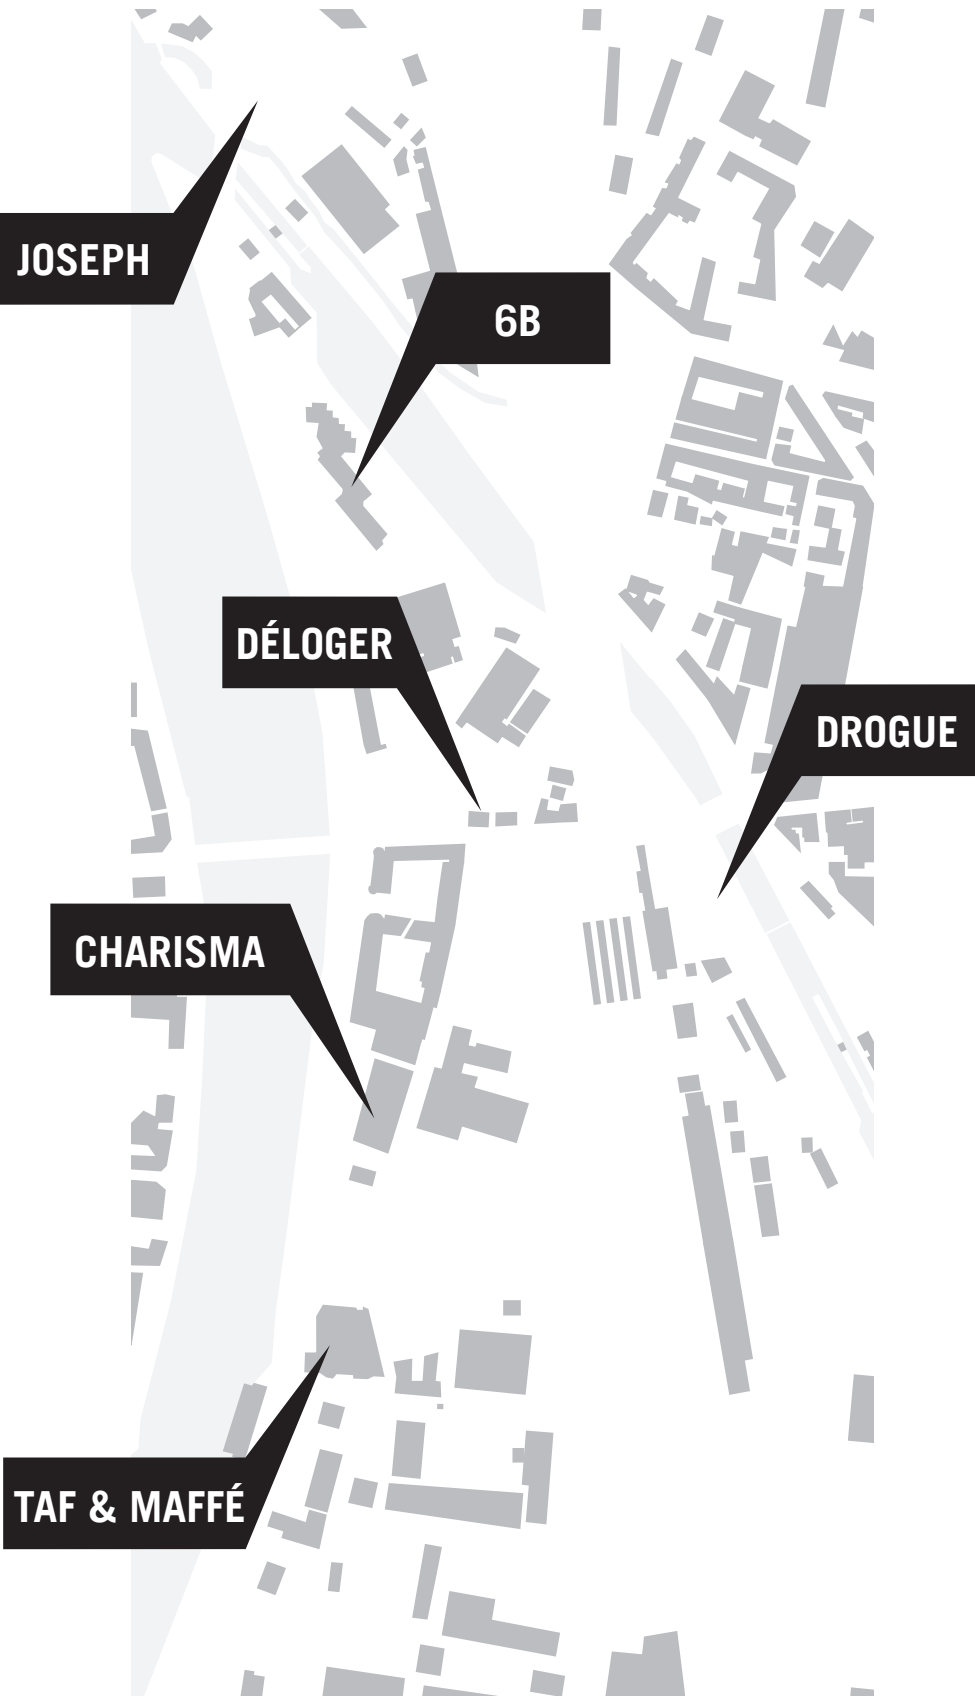 JOSEPH
6B
DÉLOGER
DROGUE
CHARISMA
TAF & MAFFÉ